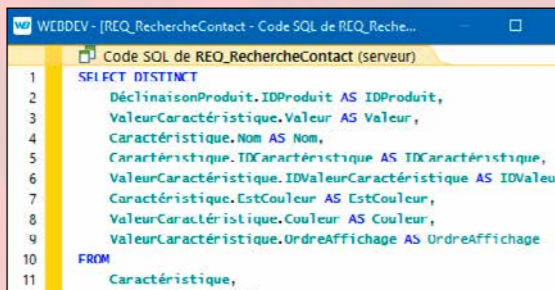 WEBDEV - [REQ_RechercheContact - Code SQL de REQ_Reche...
Code SQL de REQ_RechercheContact (serveur)
1 SELECT DISTINCT
2 DéclinaisonProduit.IDProduit AS IDProduit,
3 ValeurCaractéristique.Valeur AS Valeur,
4 Caractéristique.Nom AS Nom,
5 Caractéristique.IDCaractéristique AS IDCaractéristique,
6 ValeurCaractéristique.IDValeurCaractéristique AS IDValeu
7 Caractéristique.EstCouleur AS EstCouleur,
8 ValeurCaractéristique.Couleur AS Couleur,
9 ValeurCaractéristique.OrdreAffichage AS OrdreAffichage
10 FROM
11 Caractéristique,